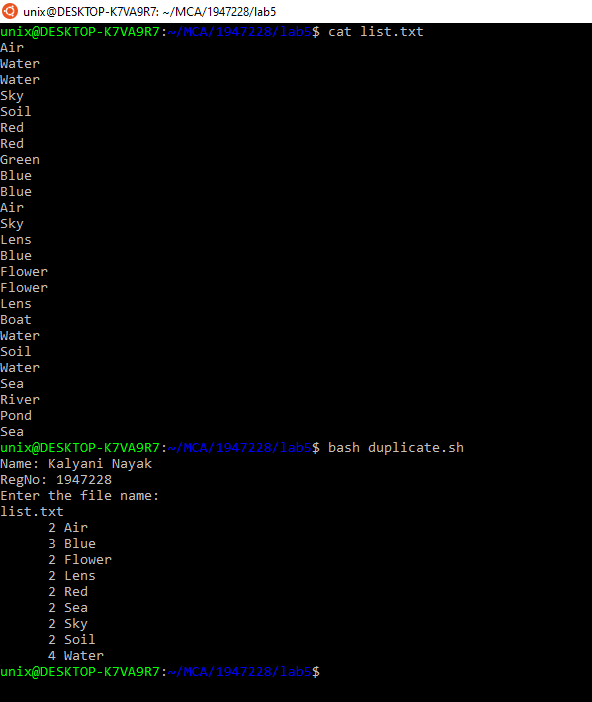 unix@DESKTOP-K7VA9R7: ~/MCA/1947228/lab5
unix@DESKTOP-K7VA9R7:~/MCA/1947228/lab5$ cat list.txt
Air
Water
Water
Sky
Soil
Red
Red
Green
Blue
Blue
Air
Sky
Lens
Blue
Flower
Flower
Lens
Boat
Water
Soil
Water
Sea
River
Pond
Sea
unix@DESKTOP-K7VA9R7:~/MCA/1947228/lab5$ bash duplicate.sh
Name: Kalyani Nayak
RegNo: 1947228
Enter the file name:
list.txt
      2 Air
      3 Blue
      2 Flower
      2 Lens
      2 Red
      2 Sea
      2 Sky
      2 Soil
      4 Water
unix@DESKTOP-K7VA9R7:~/MCA/1947228/lab5$